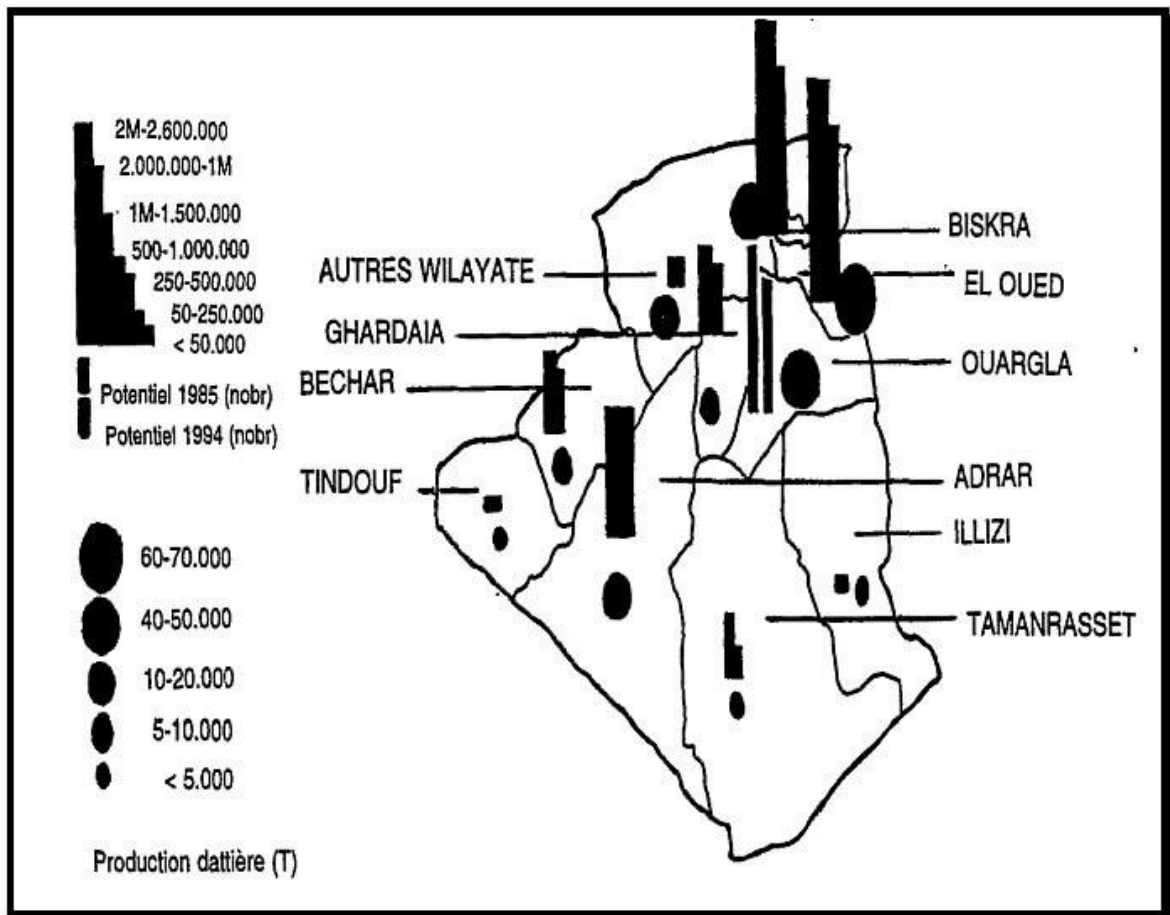 2M-2.600.000
2.000.000-1M
1M-1.500.000
500-1.000.000
250-500.000
50-250.000
< 50.000
Potentiel 1985 (nobr)
Potentiel 1994 (nobr)
60-70.000
40-50.000
10-20.000
5-10.000
< 5.000
Production dattière (T)
AUTRES WILAYATE
GHARDAIA
BECHAR
TINDOUF
BISKRA
EL OUED
OUARGLA
ADRAR
ILLIZI
TAMANRASSET